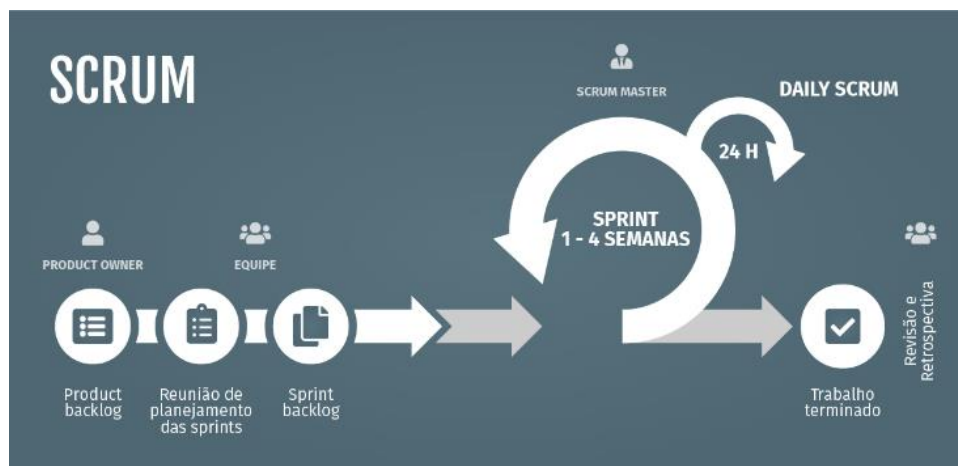 SCRUM
SCRUM MASTER
DAILY SCRUM
24 H
SPRINT
1 - 4 SEMANAS
PRODUCT OWNER
EQUIPE
Product
backlog
Reunião de
planejamento
das sprints
Sprint
backlog
Trabalho
terminado
Revisão e
Retrospectiva